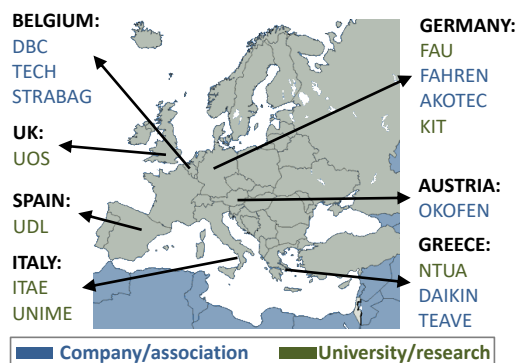 BELGIUM:
DBC
TECH
STRABAG
UK:
UOS
SPAIN:
UDL
ITALY:
ITAE
UNIME
GERMANY:
FAU
FAHREN
AKOTEC
KIT
AUSTRIA:
OKOFEN
GREECE:
NTUA
DAIKIN
TEAVE
Company/association
University/research